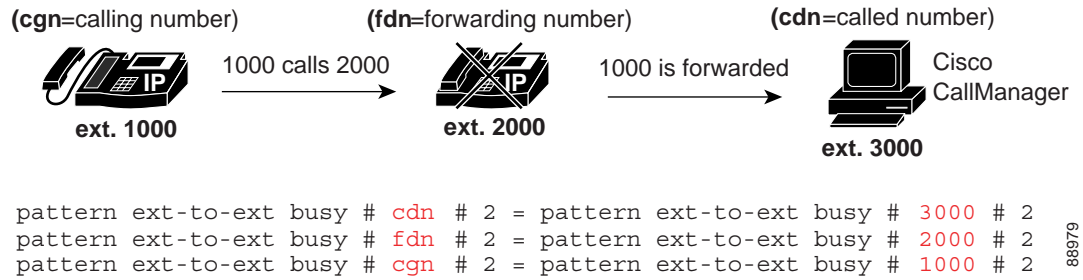 (cgn=calling number)
(fdn=forwarding number)
(cdn=called number)
IP
1000 calls 2000
IP
1000 is forwarded
Cisco
CallManager
ext. 1000
ext. 2000
ext. 3000
pattern ext-to-ext busy # cdn # 2 = pattern ext-to-ext busy # 3000 # 2
pattern ext-to-ext busy # fdn # 2 = pattern ext-to-ext busy # 2000 # 2
pattern ext-to-ext busy # cgn # 2 = pattern ext-to-ext busy # 1000 # 2
88979